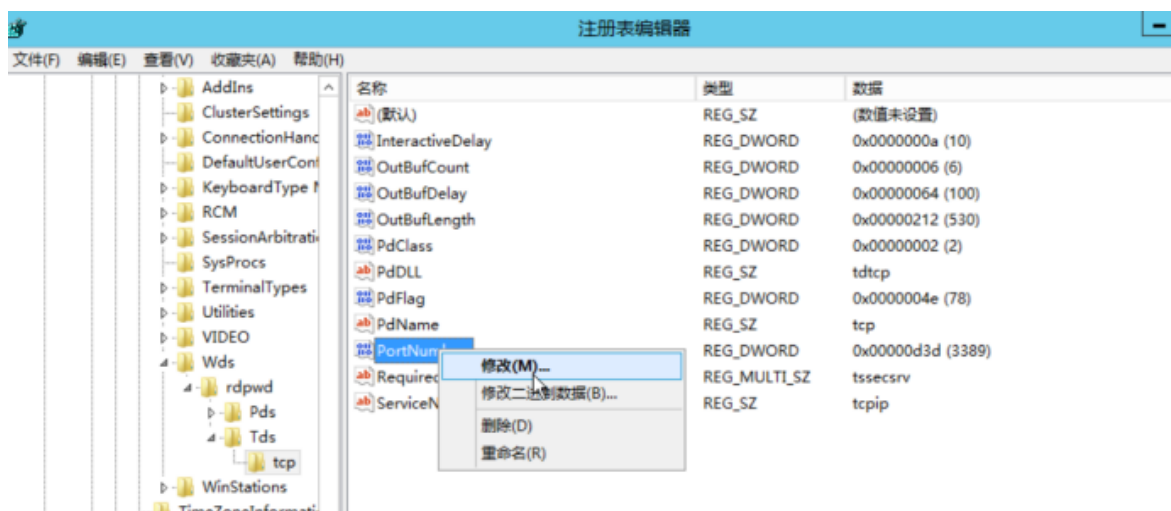 注册表编辑器
文件(F) 编辑(E) 查看(V) 收藏夹(A) 帮助(H)
AddIns
ClusterSettings
ConnectionHanc
DefaultUserConf
KeyboardType
RCM
SessionArbitrati
SysProcs
TerminalTypes
Utilities
VIDEO
Wds
rdpwd
Pds
Tds
tcp
WinStations
TimeZoneInformati
名称 类型 数据
(默认) REG_SZ (数值未设置)
InteractiveDelay REG_DWORD 0x0000000a (10)
OutBufCount REG_DWORD 0x00000006 (6)
OutBufDelay REG_DWORD 0x00000064 (100)
OutBufLength REG_DWORD 0x00000212 (530)
PdClass REG_DWORD 0x00000002 (2)
PdDLL REG_SZ tdtcp
PdFlag REG_DWORD 0x0000004e (78)
PdName REG_SZ tcp
PortNum REG_DWORD 0x00000d3d (3389)
Required REG_MULTI_SZ tssecsrv
ServiceN REG_SZ tcpip
修改(M)...
修改二进制数据(B)...
删除(D)
重命名(R)